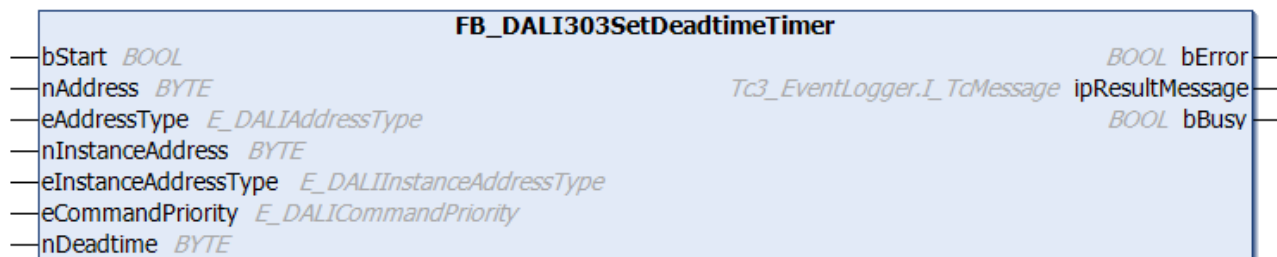 FB_DALI303SetDeadtimeTimer
bStart BOOL BOOL bError
nAddress BYTE Tc3_EventLogger.I_TcMessage ipResultMessage
eAddressType E_DALIAddressType BOOL bBusy
nInstanceAddress BYTE
eInstanceAddressType E_DALIInstanceAddressType
eCommandPriority E_DALICommandPriority
nDeadtime BYTE